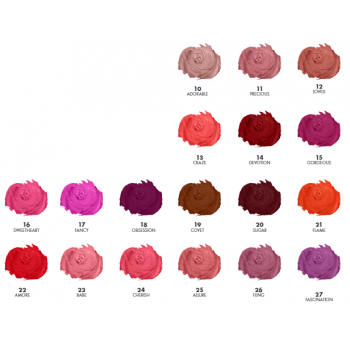 10
ADORABLE
11
PRECIOUS
12
LOVED
13
CRAZE
14
DEVOTION
15
GORGEOUS
16
SWEETHEART
17
FANCY
18
OBSESSION
19
COVET
20
SUGAR
21
FLAME
22
AMORE
23
BABE
24
CHERISH
25
ALLURE
26
FLING
27
FASCINATION